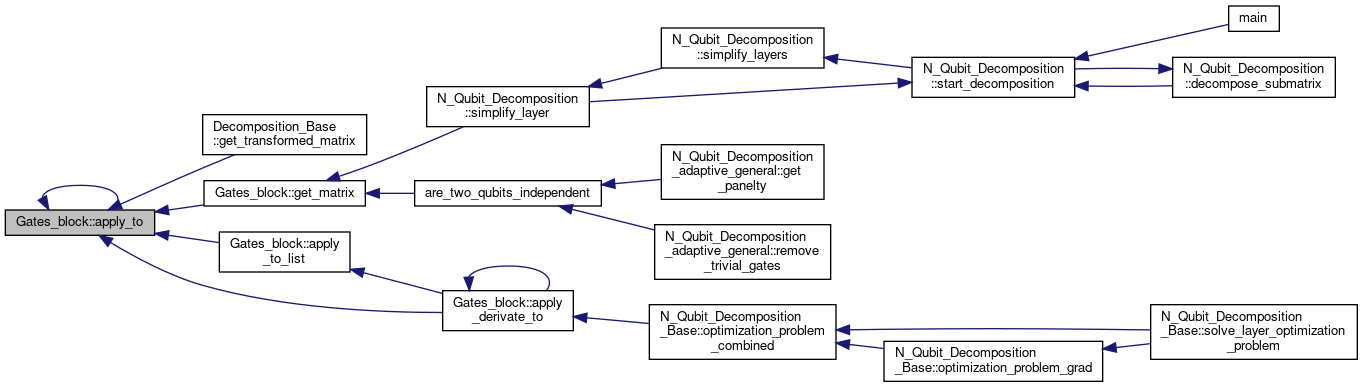 main
N_Qubit_Decomposition
::simplify_layers
N_Qubit_Decomposition
::start_decomposition
N_Qubit_Decomposition
::decompose_submatrix
N_Qubit_Decomposition
::simplify_layer
Decomposition_Base
::get_transformed_matrix
N_Qubit_Decomposition
_adaptive_general::get
_panelty
Gates_block::get_matrix
are_two_qubits_independent
Gates_block::apply_to
Gates_block::apply
_to_list
N_Qubit_Decomposition
_adaptive_general::remove
_trivial_gates
Gates_block::apply
_derivate_to
N_Qubit_Decomposition
_Base::optimization_problem
_combined
N_Qubit_Decomposition
_Base::solve_layer_optimization
_problem
N_Qubit_Decomposition
_Base::optimization_problem_grad